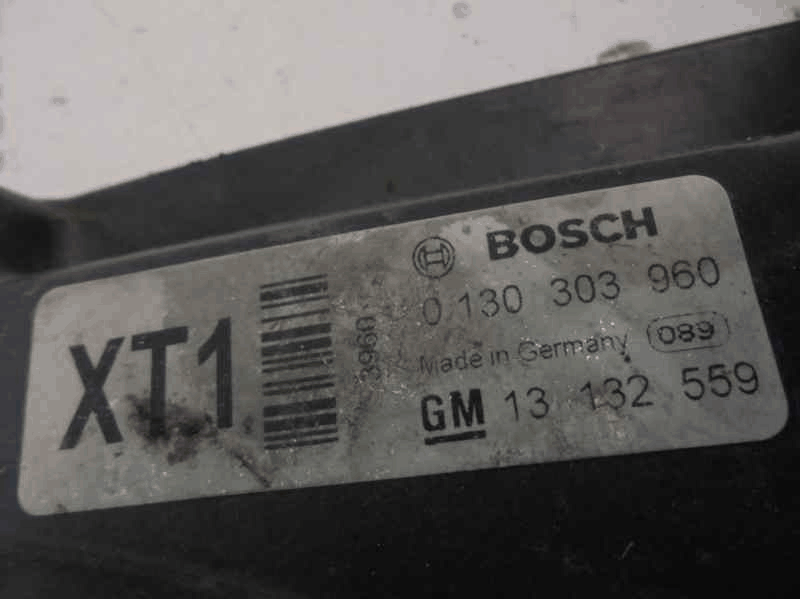 BOSCH
0 130 303 960
Made in Germany 089
GM 13 132 559
XT1
3960